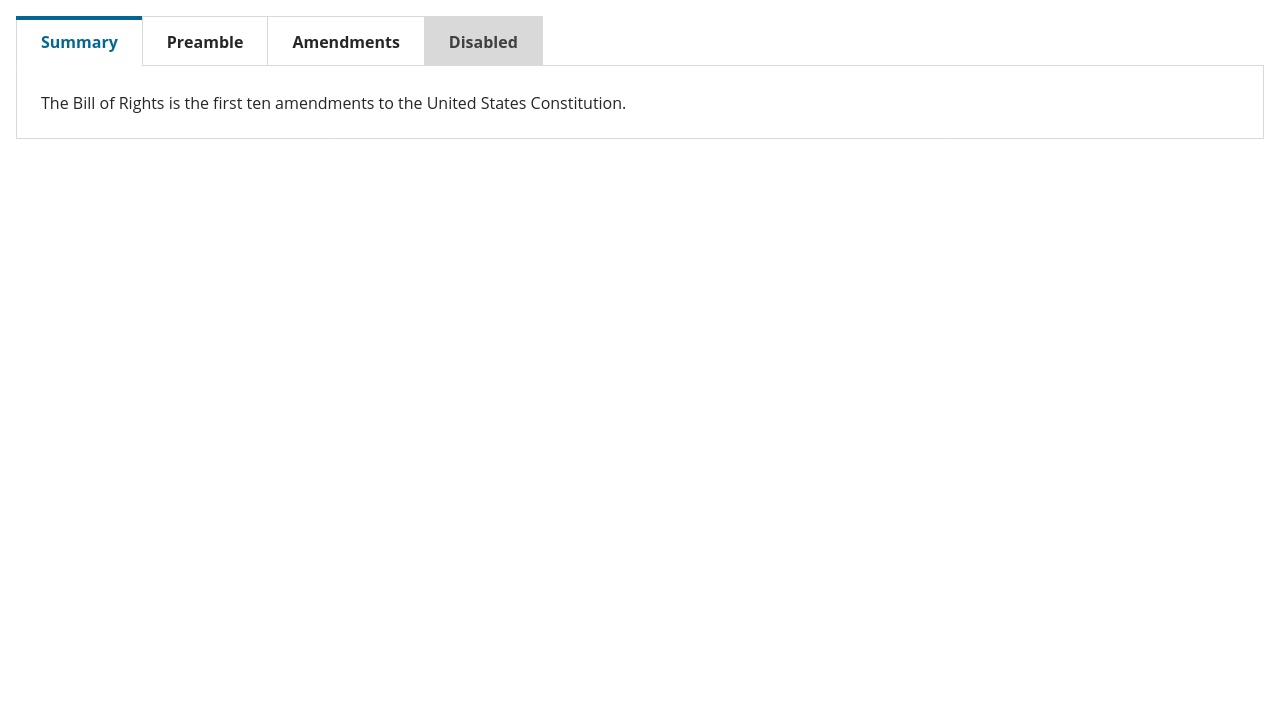 Summary Preamble Amendments Disabled
The Bill of Rights is the first ten amendments to the United States Constitution.